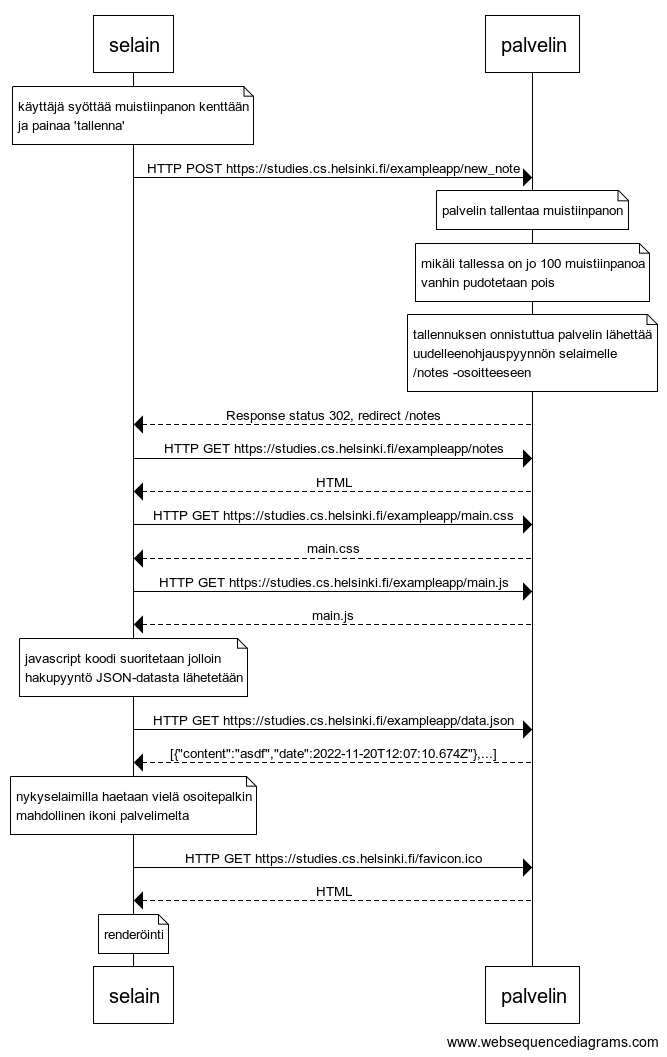 selain
palvelin
käyttäjä syöttää muistiinpanon kenttään
ja painaa 'tallenna'
HTTP POST https://studies.cs.helsinki.fi/exampleapp/new_note
palvelin tallentaa muistiinpanon
mikäli tallessa on jo 100 muistiinpanoa
vanhin pudotetaan pois
tallennuksen onnistuttua palvelin lähettää
uudelleenohjauspyynnön selaimelle
/notes -osoitteeseen
Response status 302, redirect /notes
HTTP GET https://studies.cs.helsinki.fi/exampleapp/notes
HTML
HTTP GET https://studies.cs.helsinki.fi/exampleapp/main.css
main.css
HTTP GET https://studies.cs.helsinki.fi/exampleapp/main.js
main.js
javascript koodi suoritetaan jolloin
hakupyyntö JSON-datasta lähetetään
HTTP GET https://studies.cs.helsinki.fi/exampleapp/data.json
[{"content":"asdf","date":2022-11-20T12:07:10.674Z"},...]
nykyselaimilla haetaan vielä osoitepalkin
mahdollinen ikoni palvelimelta
HTTP GET https://studies.cs.helsinki.fi/favicon.ico
HTML
renderöinti
selain
palvelin
www.websequencediagrams.com